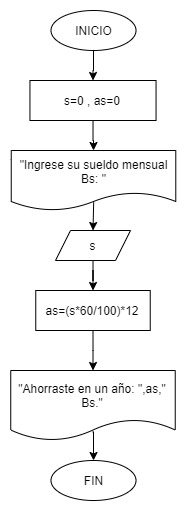 INICIO
s=0 , as=0
"Ingrese su sueldo mensual
Bs: "
s
as=(s*60/100)*12
"Ahorraste en un año: ",as,"
Bs."
FIN